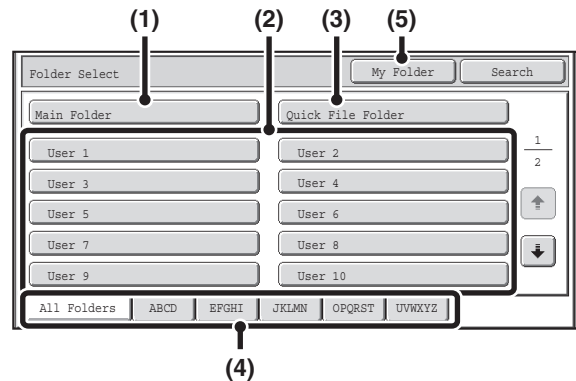 (1) (2) (3) (5)
Folder Select My Folder Search
Main Folder Quick File Folder
User 1 User 2
User 3 User 4
User 5 User 6
User 7 User 8
User 9 User 10
1
2
All Folders ABCD EFGHI JKLMN OPQRST UVWXYZ
(4)